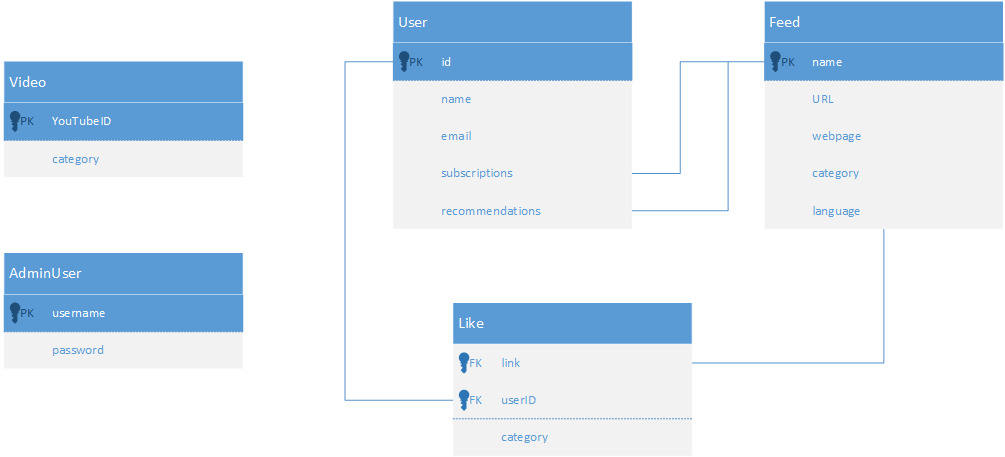 Video
PK YouTubeID
category
AdminUser
PK username
password
User
PK id
name
email
subscriptions
recommendations
Feed
PK name
URL
webpage
category
language
Like
FK link
FK userID
category